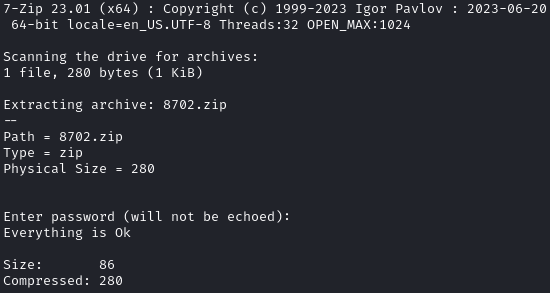 7-Zip 23.01 (x64) : Copyright (c) 1999-2023 Igor Pavlov : 2023-06-20
 64-bit locale=en_US.UTF-8 Threads:32 OPEN_MAX:1024

Scanning the drive for archives:
1 file, 280 bytes (1 KiB)

Extracting archive: 8702.zip
--
Path = 8702.zip
Type = zip
Physical Size = 280


Enter password (will not be echoed):
Everything is Ok

Size:       86
Compressed: 280